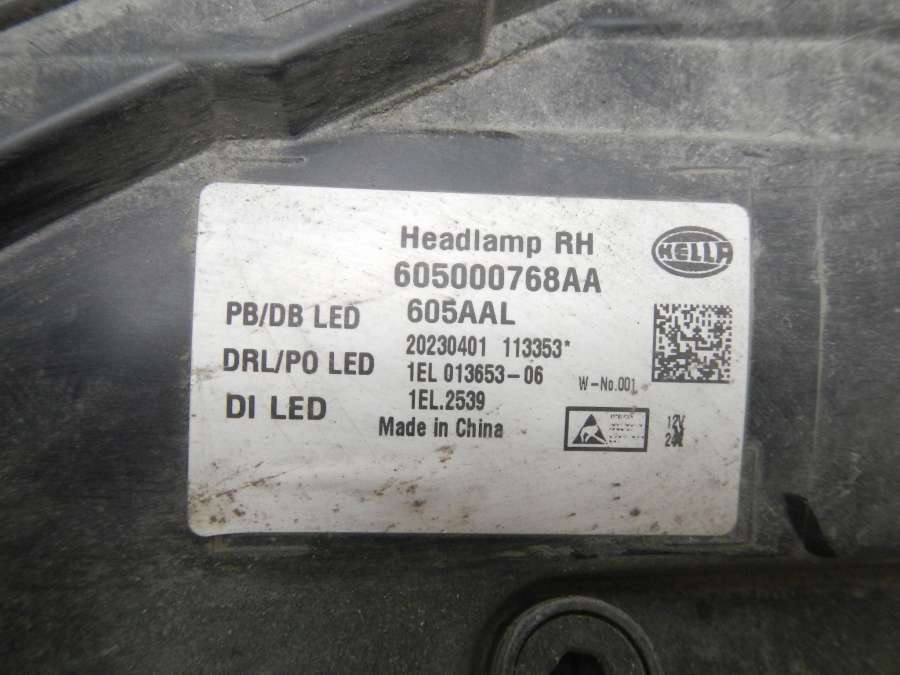 Headlamp RH
HELLA
605000768AA
PB/DB LED 605AAL
20230401 113353*
DRL/PO LED
1EL 013653-06
W-No.001
DI LED
1EL.2539
Made in China
12V